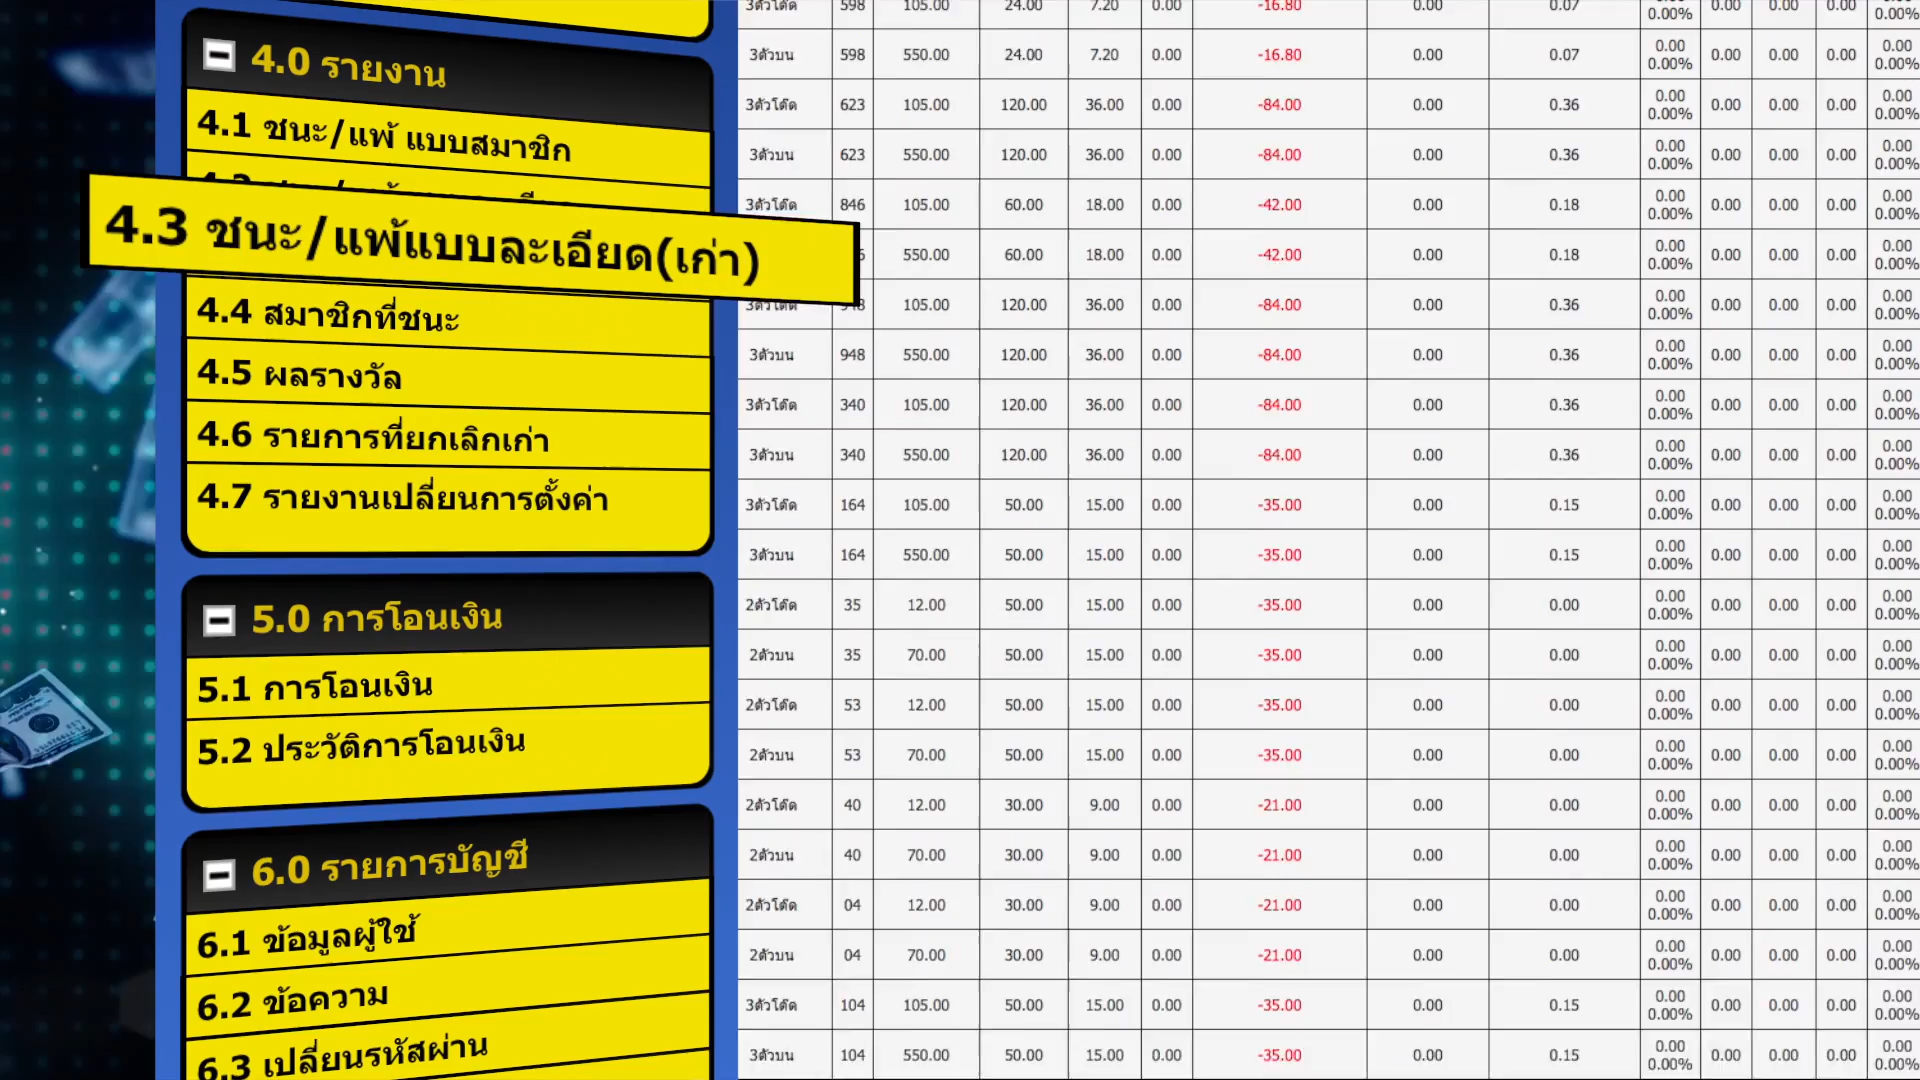 4.0 รายงาน
4.1 ชนะ/แพ้ แบบสมาชิก
4.3 ชนะ/แพ้แบบละเอียด(เก่า)
4.4 สมาชิกที่ชนะ
4.5 ผลรางวัล
4.6 รายการที่ยกเลิกเก่า
4.7 รายงานเปลี่ยนการตั้งค่า
5.0 การโอนเงิน
5.1 การโอนเงิน
5.2 ประวัติการโอนเงิน
6.0 รายการบัญชี
6.1 ข้อมูลผู้ใช้
6.2 ข้อความ
6.3 เปลี่ยนรหัสผ่าน
3ตัวโต๊ด 598 105.00 24.00 7.20 0.00 -16.80 0.00 0.07 0.00% 0.00 0.00 0.00 0.00%
3ตัวบน 598 550.00 24.00 7.20 0.00 -16.80 0.00 0.07 0.00 0.00% 0.00 0.00 0.00 0.00 0.00%
3ตัวโต๊ด 623 105.00 120.00 36.00 0.00 -84.00 0.00 0.36 0.00 0.00% 0.00 0.00 0.00 0.00 0.00%
3ตัวบน 623 550.00 120.00 36.00 0.00 -84.00 0.00 0.36 0.00 0.00% 0.00 0.00 0.00 0.00 0.00%
3ตัวโต๊ด 846 105.00 60.00 18.00 0.00 -42.00 0.00 0.18 0.00 0.00% 0.00 0.00 0.00 0.00 0.00%
550.00 60.00 18.00 0.00 -42.00 0.00 0.18 0.00 0.00% 0.00 0.00 0.00 0.00 0.00%
3ตัวโต๊ด 948 105.00 120.00 36.00 0.00 -84.00 0.00 0.36 0.00 0.00% 0.00 0.00 0.00 0.00 0.00%
3ตัวบน 948 550.00 120.00 36.00 0.00 -84.00 0.00 0.36 0.00 0.00% 0.00 0.00 0.00 0.00 0.00%
3ตัวโต๊ด 340 105.00 120.00 36.00 0.00 -84.00 0.00 0.36 0.00 0.00% 0.00 0.00 0.00 0.00 0.00%
3ตัวบน 340 550.00 120.00 36.00 0.00 -84.00 0.00 0.36 0.00 0.00% 0.00 0.00 0.00 0.00 0.00%
3ตัวโต๊ด 164 105.00 50.00 15.00 0.00 -35.00 0.00 0.15 0.00 0.00% 0.00 0.00 0.00 0.00 0.00%
3ตัวบน 164 550.00 50.00 15.00 0.00 -35.00 0.00 0.15 0.00 0.00% 0.00 0.00 0.00 0.00 0.00%
2ตัวโต๊ด 35 12.00 50.00 15.00 0.00 -35.00 0.00 0.00 0.00 0.00% 0.00 0.00 0.00 0.00 0.00%
2ตัวบน 35 70.00 50.00 15.00 0.00 -35.00 0.00 0.00 0.00 0.00% 0.00 0.00 0.00 0.00 0.00%
2ตัวโต๊ด 53 12.00 50.00 15.00 0.00 -35.00 0.00 0.00 0.00 0.00% 0.00 0.00 0.00 0.00 0.00%
2ตัวบน 53 70.00 50.00 15.00 0.00 -35.00 0.00 0.00 0.00 0.00% 0.00 0.00 0.00 0.00 0.00%
2ตัวโต๊ด 40 12.00 30.00 9.00 0.00 -21.00 0.00 0.00 0.00 0.00% 0.00 0.00 0.00 0.00 0.00%
2ตัวบน 40 70.00 30.00 9.00 0.00 -21.00 0.00 0.00 0.00 0.00% 0.00 0.00 0.00 0.00 0.00%
2ตัวโต๊ด 04 12.00 30.00 9.00 0.00 -21.00 0.00 0.00 0.00 0.00% 0.00 0.00 0.00 0.00 0.00%
2ตัวบน 04 70.00 30.00 9.00 0.00 -21.00 0.00 0.00 0.00 0.00% 0.00 0.00 0.00 0.00 0.00%
3ตัวโต๊ด 104 105.00 50.00 15.00 0.00 -35.00 0.00 0.15 0.00 0.00% 0.00 0.00 0.00 0.00 0.00%
3ตัวบน 104 550.00 50.00 15.00 0.00 -35.00 0.00 0.15 0.00 0.00% 0.00 0.00 0.00 0.00 0.00%